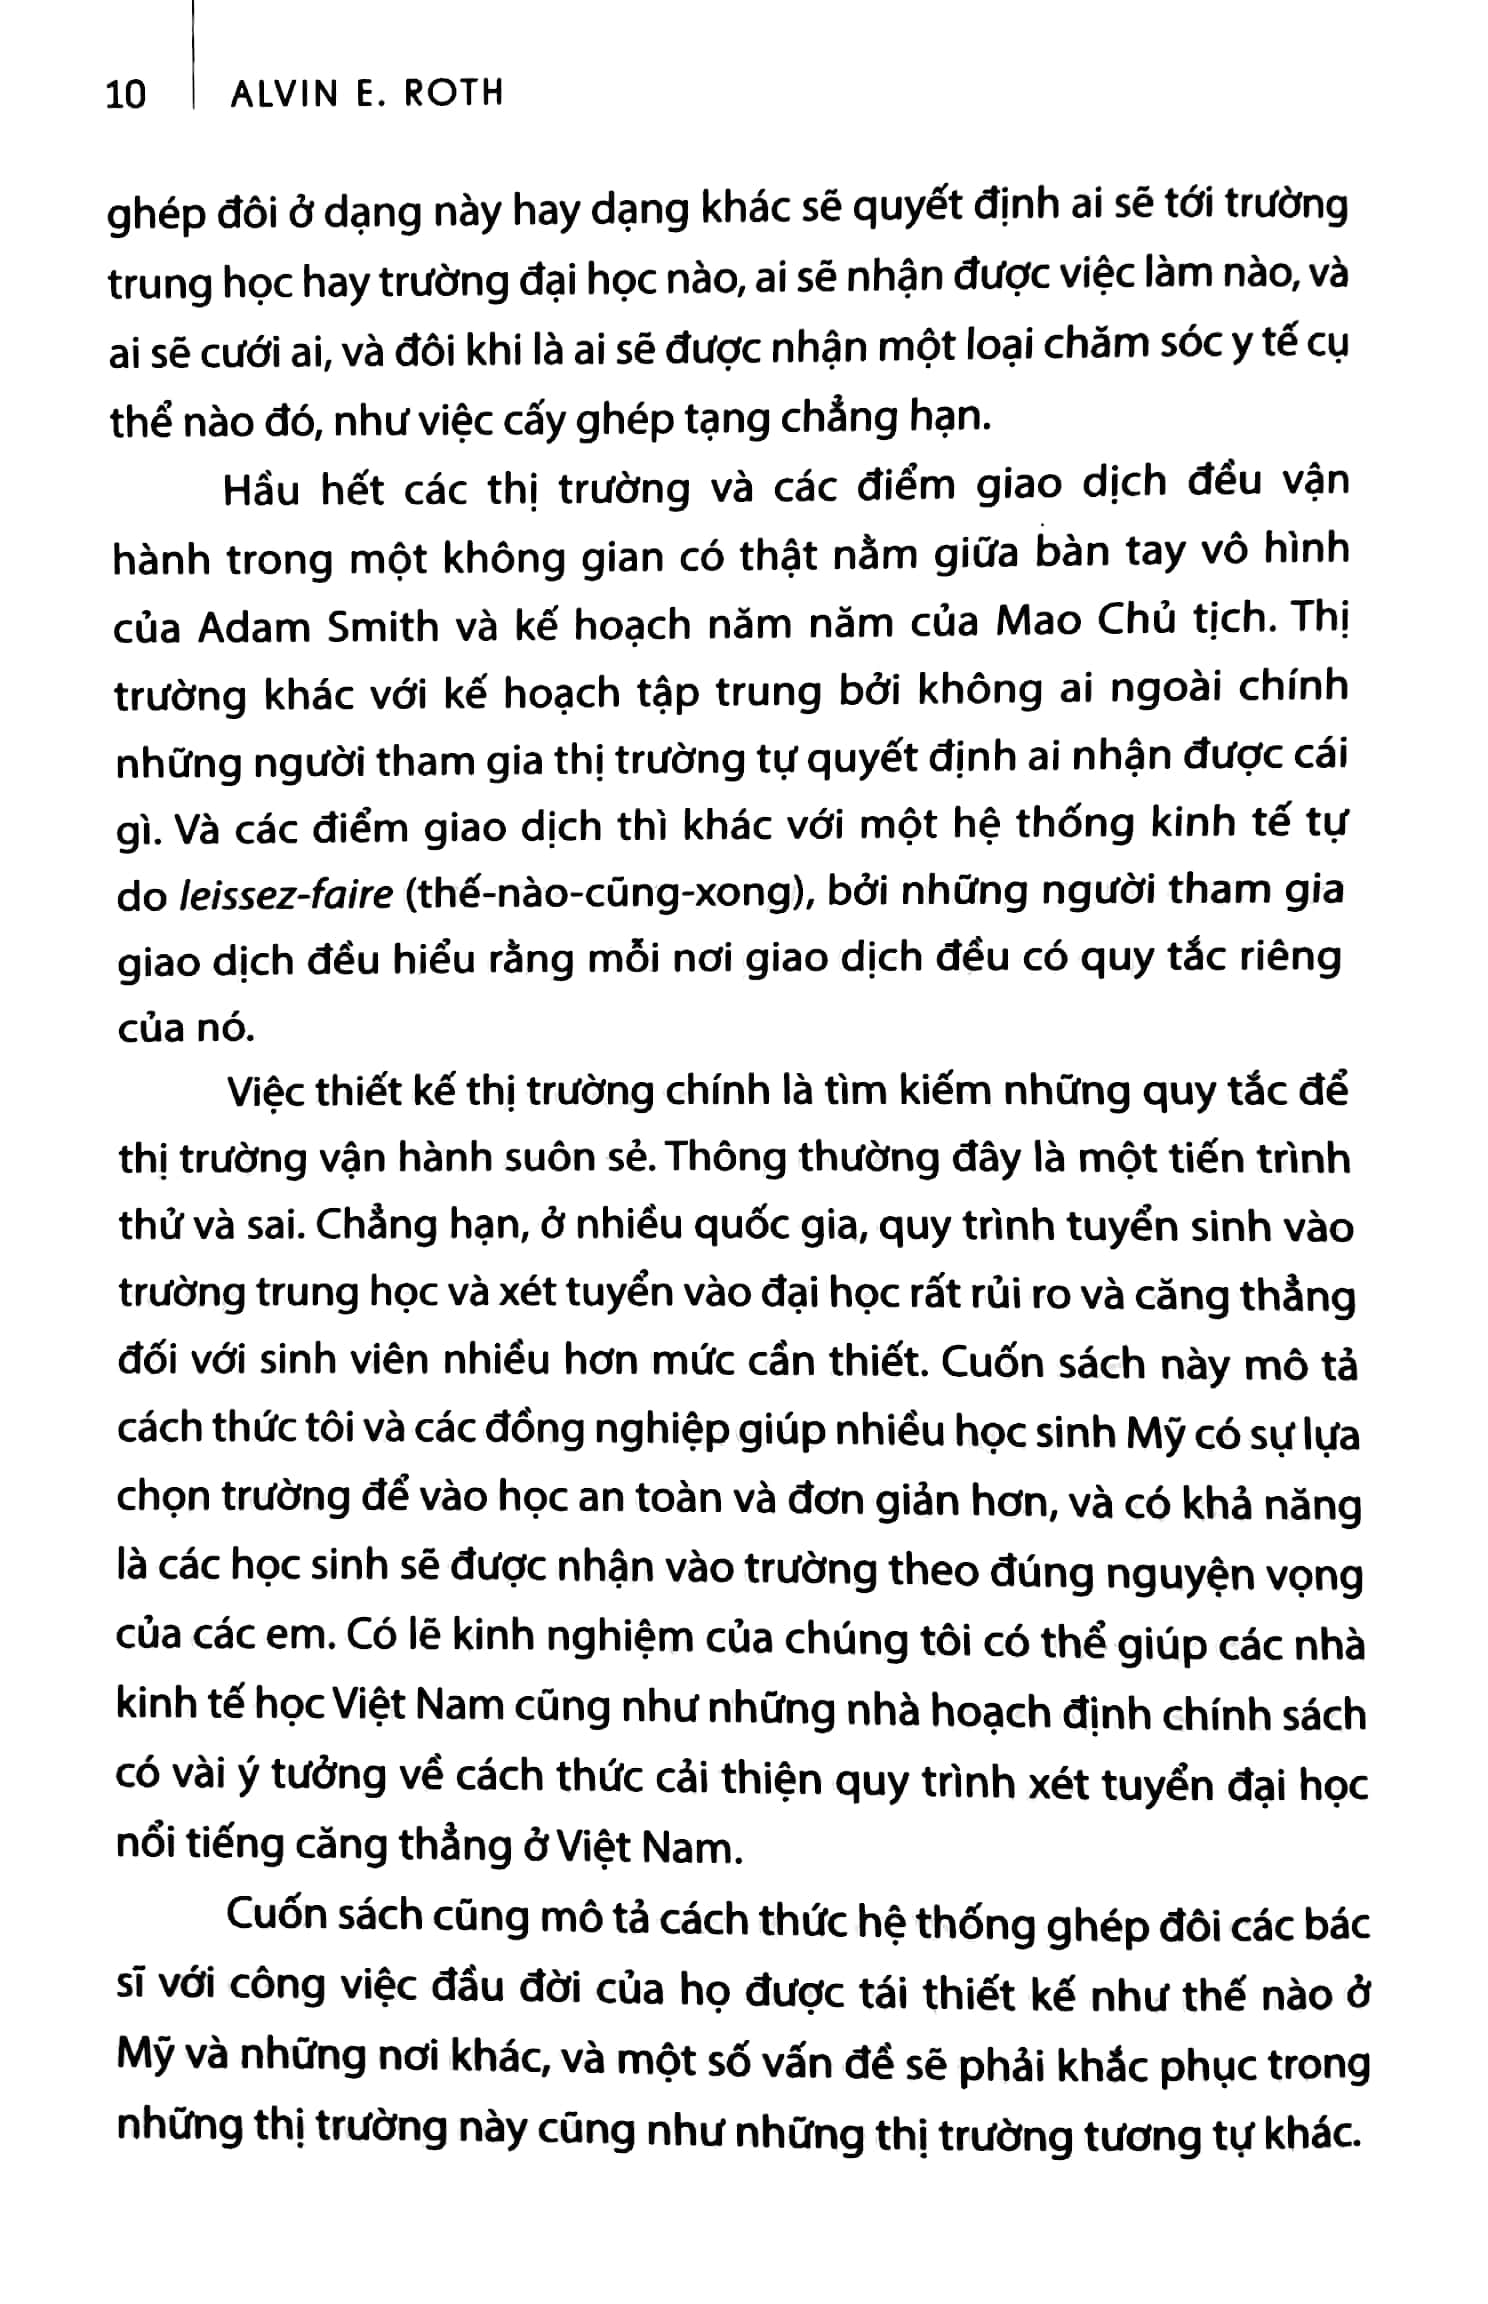 10 ALVIN E. ROTH
ghép đôi ở dạng này hay dạng khác sẽ quyết định ai sẽ tới trường
trung học hay trường đại học nào, ai sẽ nhận được việc làm nào, và
ai sẽ cưới ai, và đôi khi là ai sẽ được nhận một loại chăm sóc y tế cụ
thể nào đó, như việc cấy ghép tạng chẳng hạn.
Hầu hết các thị trường và các điểm giao dịch đều vận
hành trong một không gian có thật nằm giữa bàn tay vô hình
của Adam Smith và kế hoạch năm năm của Mao Chủ tịch. Thị
trường khác với kế hoạch tập trung bởi không ai ngoài chính
những người tham gia thị trường tự quyết định ai nhận được cái
gì. Và các điểm giao dịch thì khác với một hệ thống kinh tế tự
do leissez-faire (thế-nào-cũng-xong), bởi những người tham gia
giao dịch đều hiểu rằng mỗi nơi giao dịch đều có quy tắc riêng
của nó.
Việc thiết kế thị trường chính là tìm kiếm những quy tắc để
thị trường vận hành suôn sẻ. Thông thường đây là một tiến trình
thử và sai. Chẳng hạn, ở nhiều quốc gia, quy trình tuyển sinh vào
trường trung học và xét tuyển vào đại học rất rủi ro và căng thẳng
đối với sinh viên nhiều hơn mức cần thiết. Cuốn sách này mô tả
cách thức tôi và các đồng nghiệp giúp nhiều học sinh Mỹ có sự lựa
chọn trường để vào học an toàn và đơn giản hơn, và có khả năng
là các học sinh sẽ được nhận vào trường theo đúng nguyện vọng
của các em. Có lẽ kinh nghiệm của chúng tôi có thể giúp các nhà
kinh tế học Việt Nam cũng như những nhà hoạch định chính sách
có vài ý tưởng về cách thức cải thiện quy trình xét tuyển đại học
nổi tiếng căng thẳng ở Việt Nam.
Cuốn sách cũng mô tả cách thức hệ thống ghép đôi các bác
sĩ với công việc đầu đời của họ được tái thiết kế như thế nào ở
Mỹ và những nơi khác, và một số vấn đề sẽ phải khắc phục trong
những thị trường này cũng như những thị trường tương tự khác.